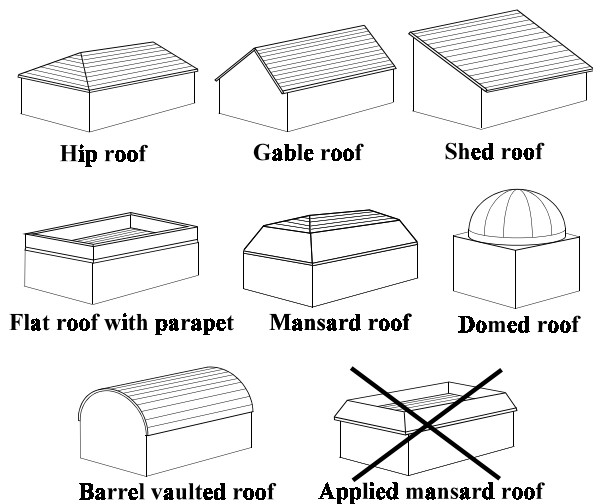 Hip roof
Gable roof
Shed roof
Flat roof with parapet
Mansard roof
Domed roof
Barrel vaulted roof
Applied mansard roof